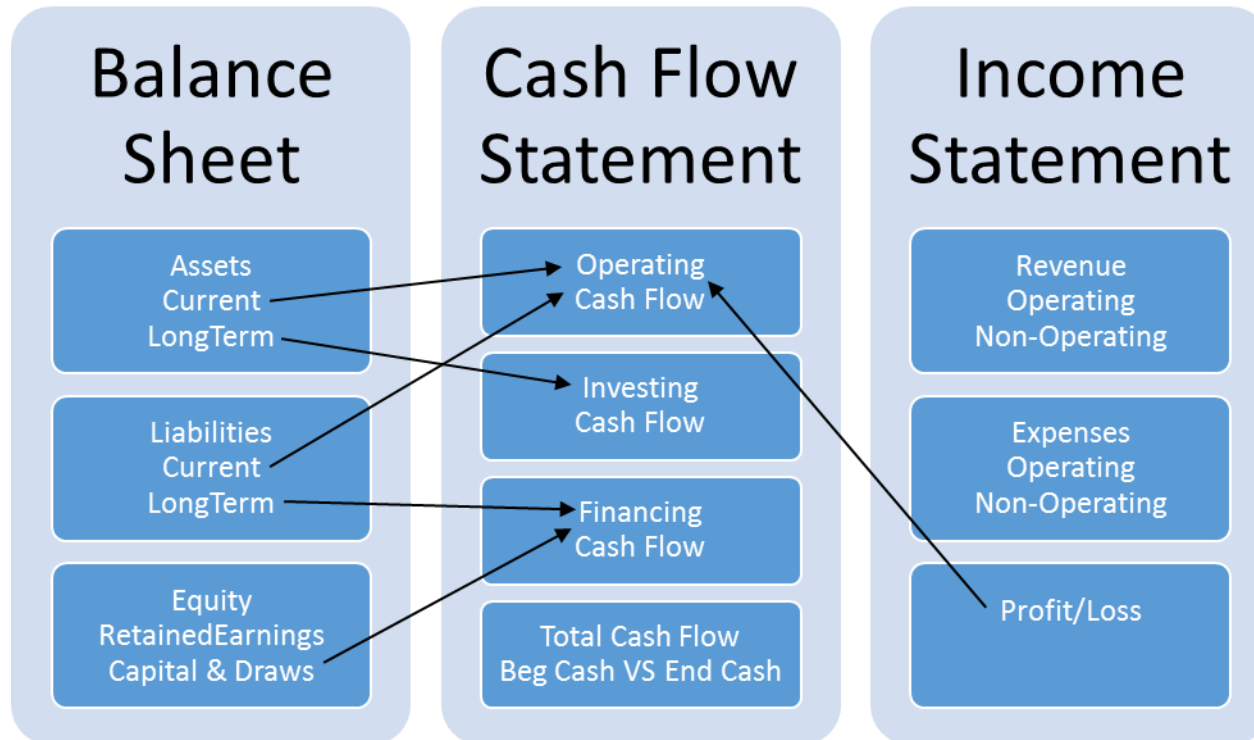 Balance
Sheet
Assets
Current
LongTerm
Liabilities
Current
LongTerm
Equity
RetainedEarnings
Capital & Draws
Cash Flow
Statement
Operating
Cash Flow
Investing
Cash Flow
Financing
Cash Flow
Total Cash Flow
Beg Cash VS End Cash
Income
Statement
Revenue
Operating
Non-Operating
Expenses
Operating
Non-Operating
Profit/Loss